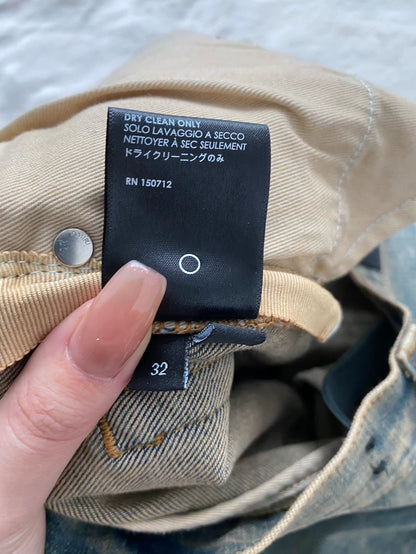 DRY CLEAN ONLY
SOLO LAVAGGIO A SECCO
NETTOYER À SEC SEULEMENT
ドライクリーニングのみ
RN 150712
32